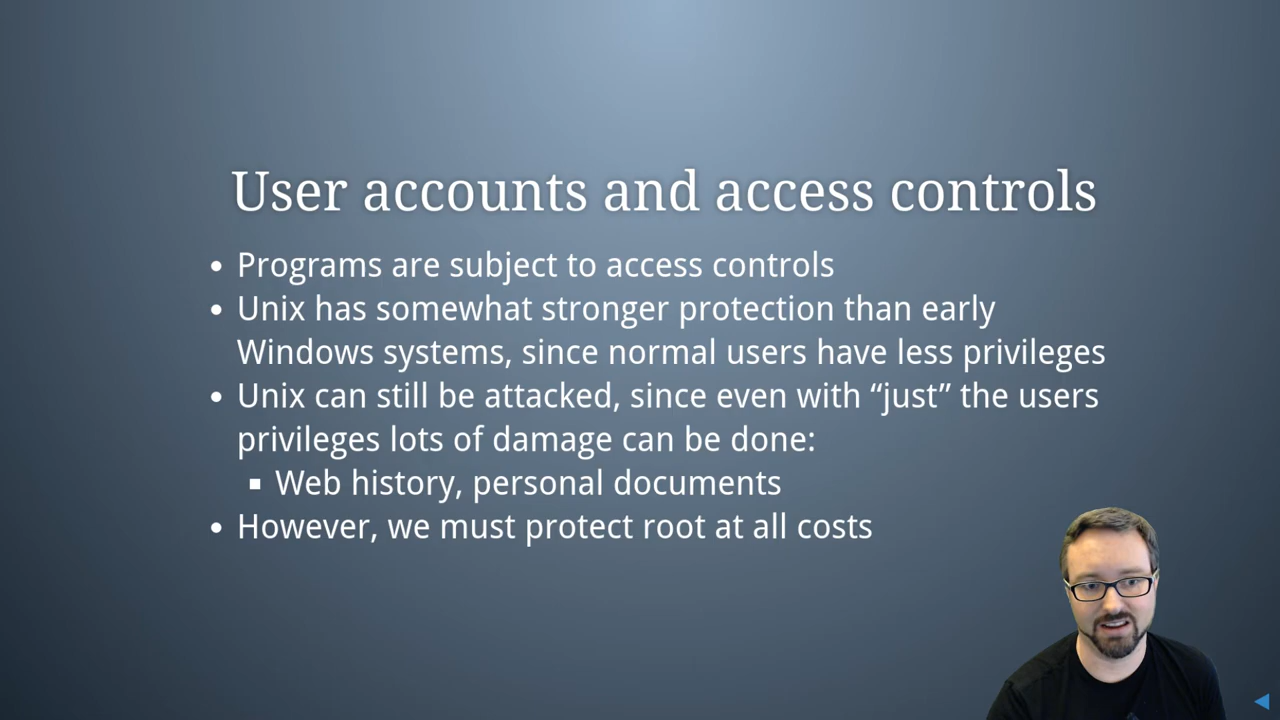 User accounts and access controls
• Programs are subject to access controls
• Unix has somewhat stronger protection than early
Windows systems, since normal users have less privileges
• Unix can still be attacked, since even with “just” the users
privileges lots of damage can be done:
▪ Web history, personal documents
• However, we must protect root at all costs